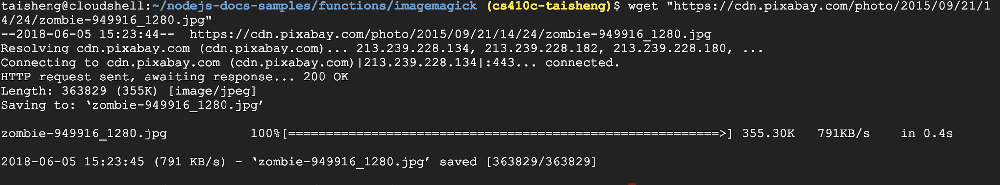 taisheng@cloudshell:~/nodejs-docs-samples/functions/imagemagick (cs410c-taisheng)$ wget "https://cdn.pixabay.com/photo/2015/09/21/1
4/24/zombie-949916_1280.jpg"
--2018-06-05 15:23:44--  https://cdn.pixabay.com/photo/2015/09/21/14/24/zombie-949916_1280.jpg
Resolving cdn.pixabay.com (cdn.pixabay.com)... 213.239.228.134, 213.239.228.182, 213.239.228.180, ...
Connecting to cdn.pixabay.com (cdn.pixabay.com)|213.239.228.134|:443... connected.
HTTP request sent, awaiting response... 200 OK
Length: 363829 (355K) [image/jpeg]
Saving to: ‘zombie-949916_1280.jpg’
zombie-949916_1280.jpg           100%[=========================================================>] 355.30K   791KB/s    in 0.4s
2018-06-05 15:23:45 (791 KB/s) - ‘zombie-949916_1280.jpg’ saved [363829/363829]